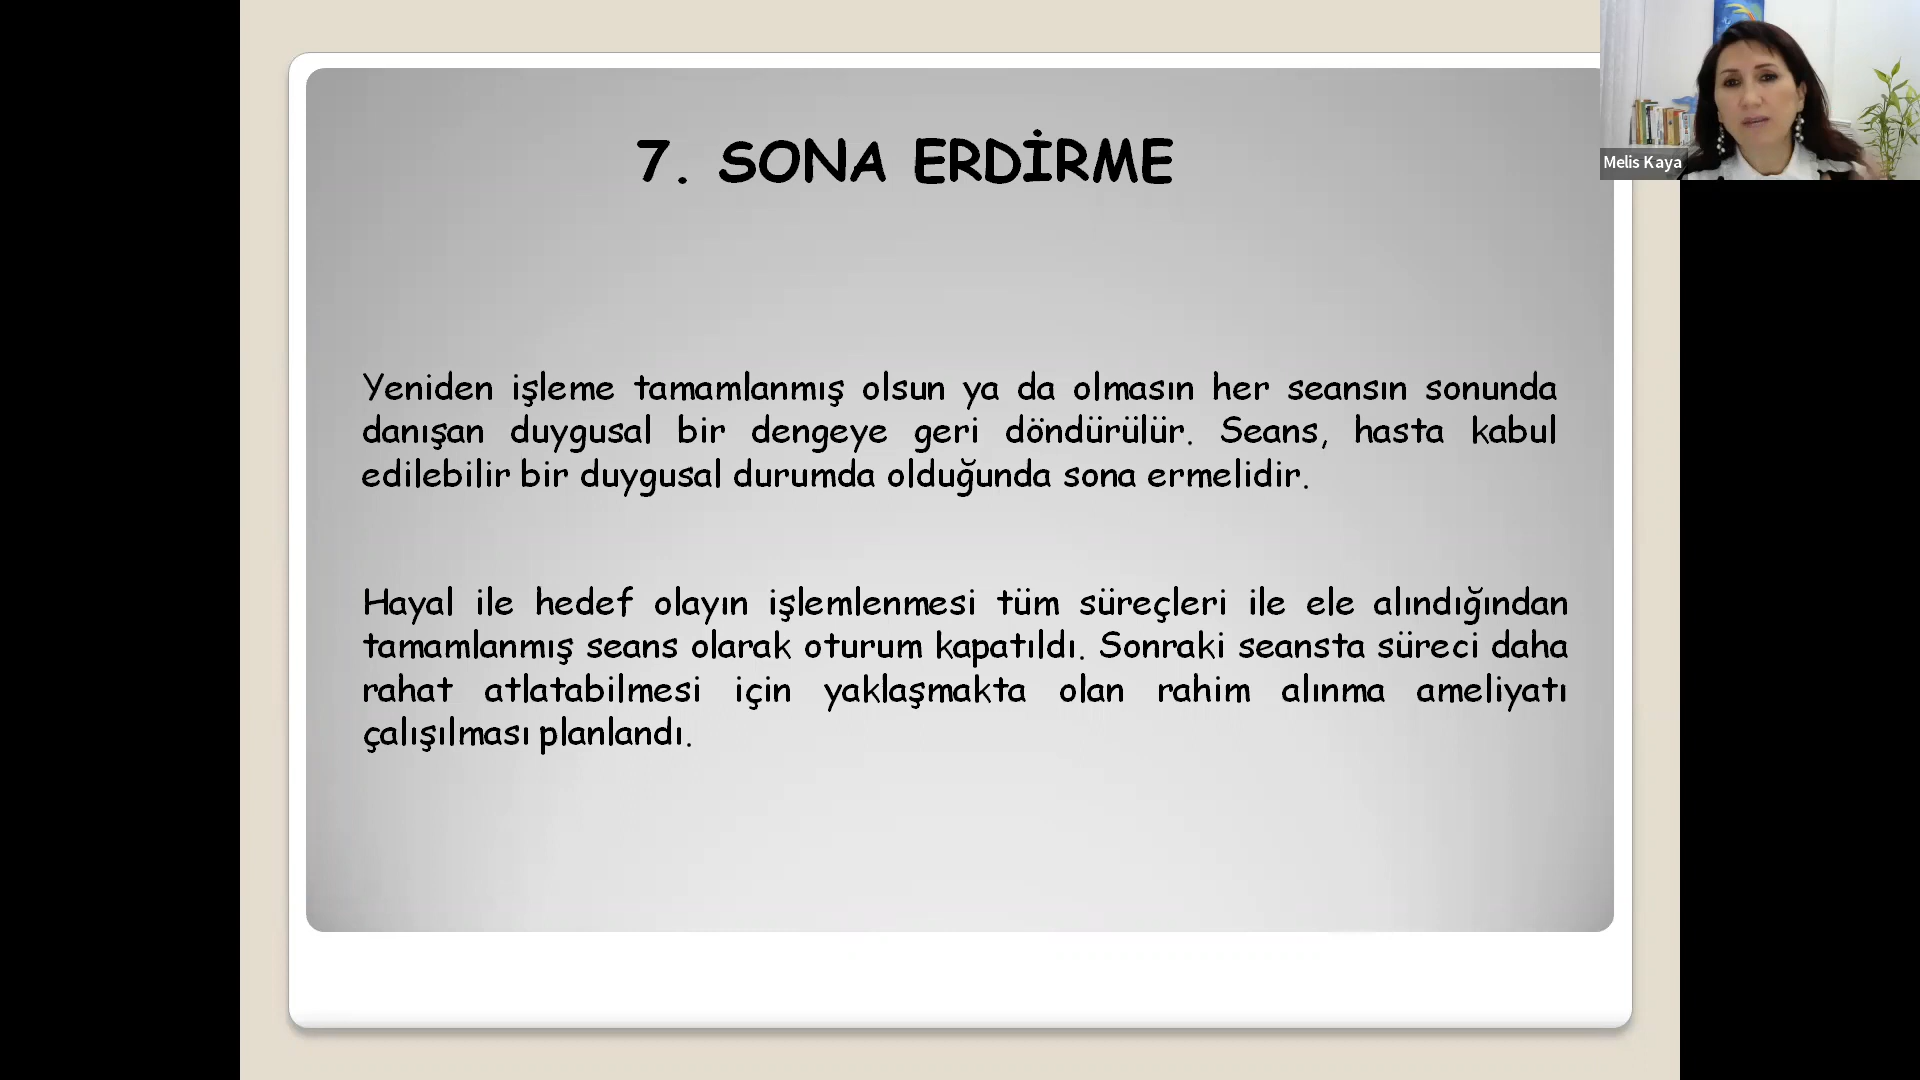 7. SONA ERDİRME
Melis Kaya
Yeniden işleme tamamlanmış olsun ya da olmasın her seansın sonunda
danışan duygusal bir dengeye geri döndürülür. Seans, hasta kabul
edilebilir bir duygusal durumda olduğunda sona ermelidir.
Hayal ile hedef olayın işlemlenmesi tüm süreçleri ile ele alındığından
tamamlanmış seans olarak oturum kapatıldı. Sonraki seansta süreci daha
rahat atlatabilmesi için yaklaşmakta olan rahim alınma ameliyatı
çalışılması planlandı.